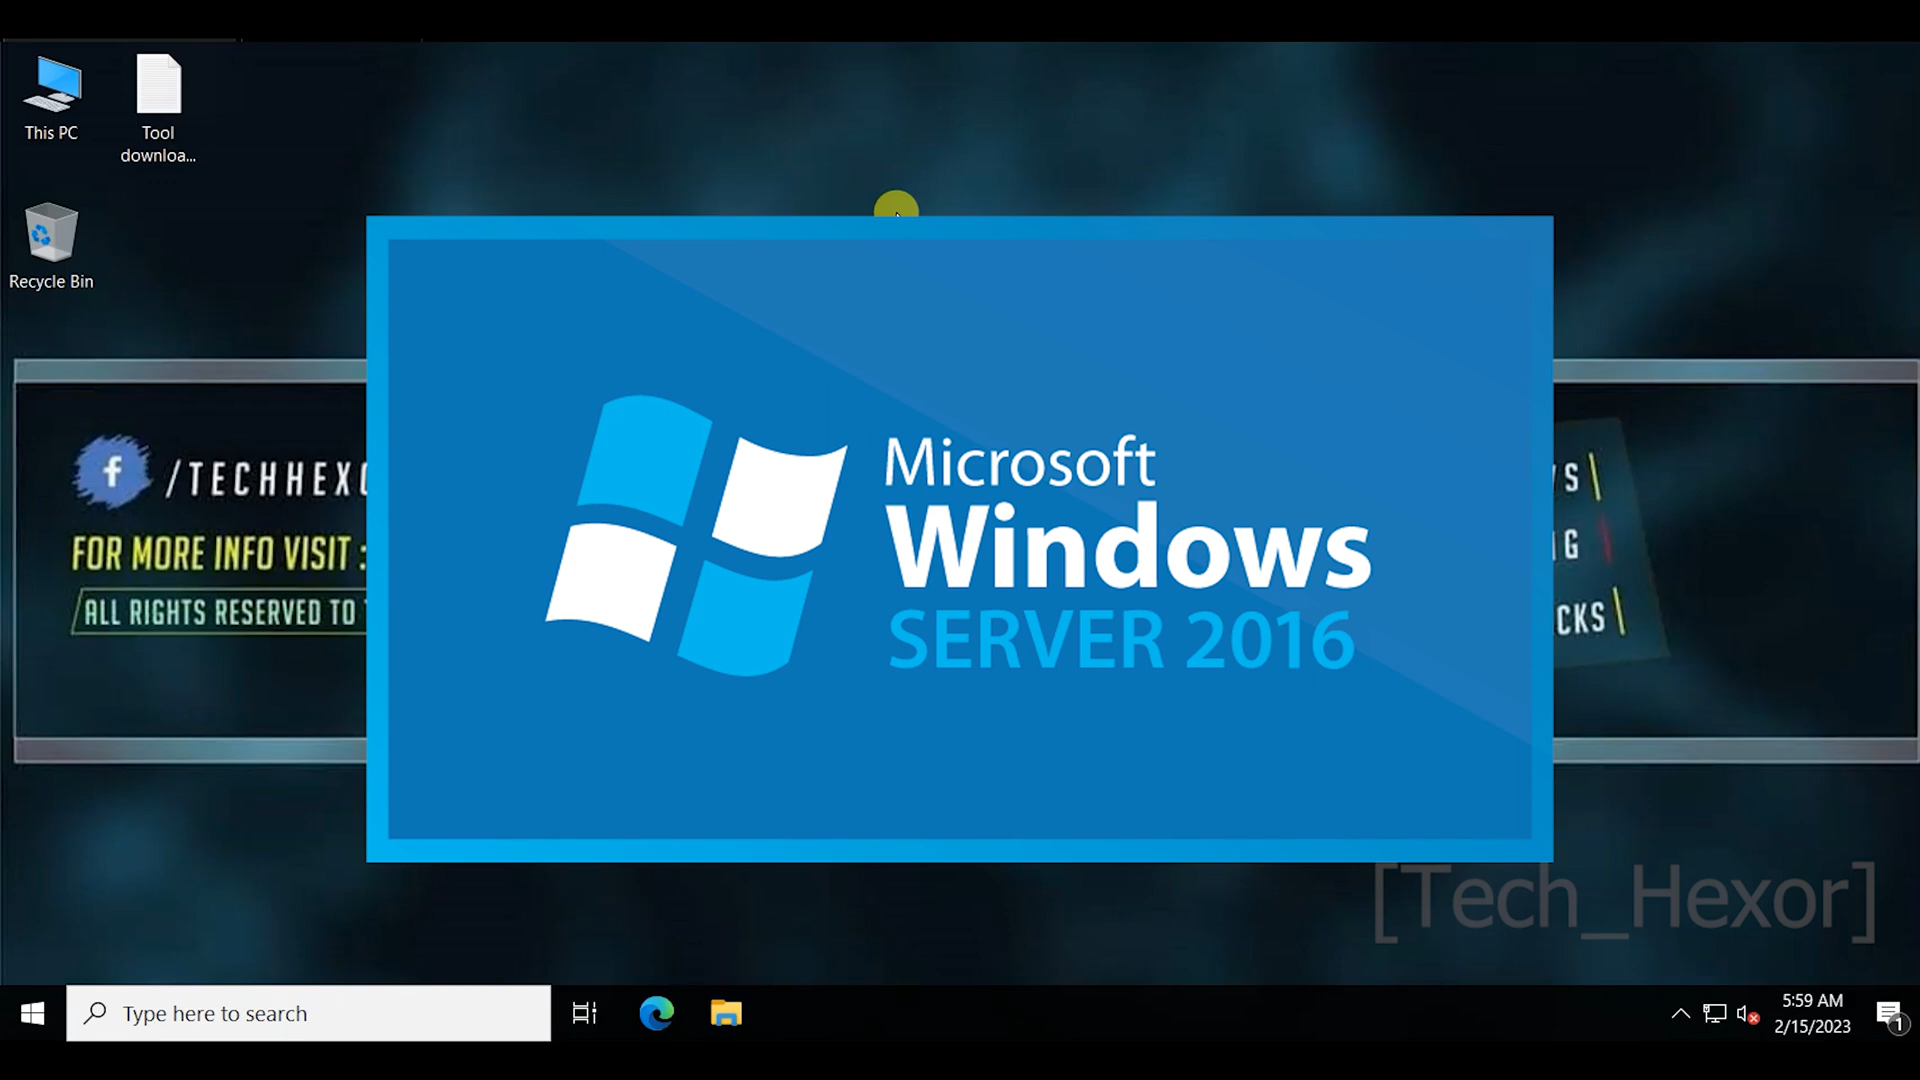 This PC
Tool
downloa...
Recycle Bin
f
/TECHHEXO
FOR MORE INFO VISIT :
ALL RIGHTS RESERVED TO
Microsoft
Windows
SERVER 2016
S
G
CKS
[Tech_Hexor]
Type here to search
5:59 AM
2/15/2023
1